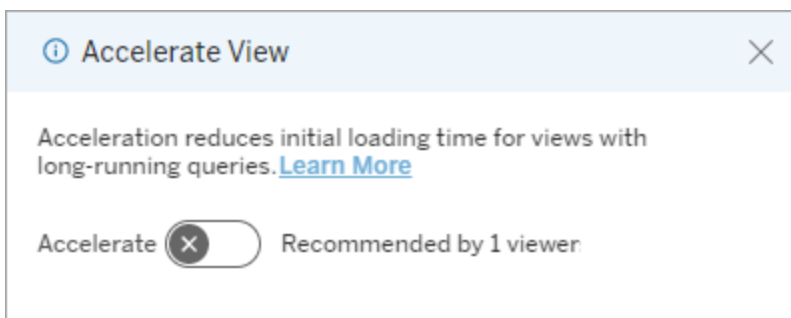 Accelerate View
Acceleration reduces initial loading time for views with
long-running queries. Learn More
Accelerate Recommended by 1 viewer